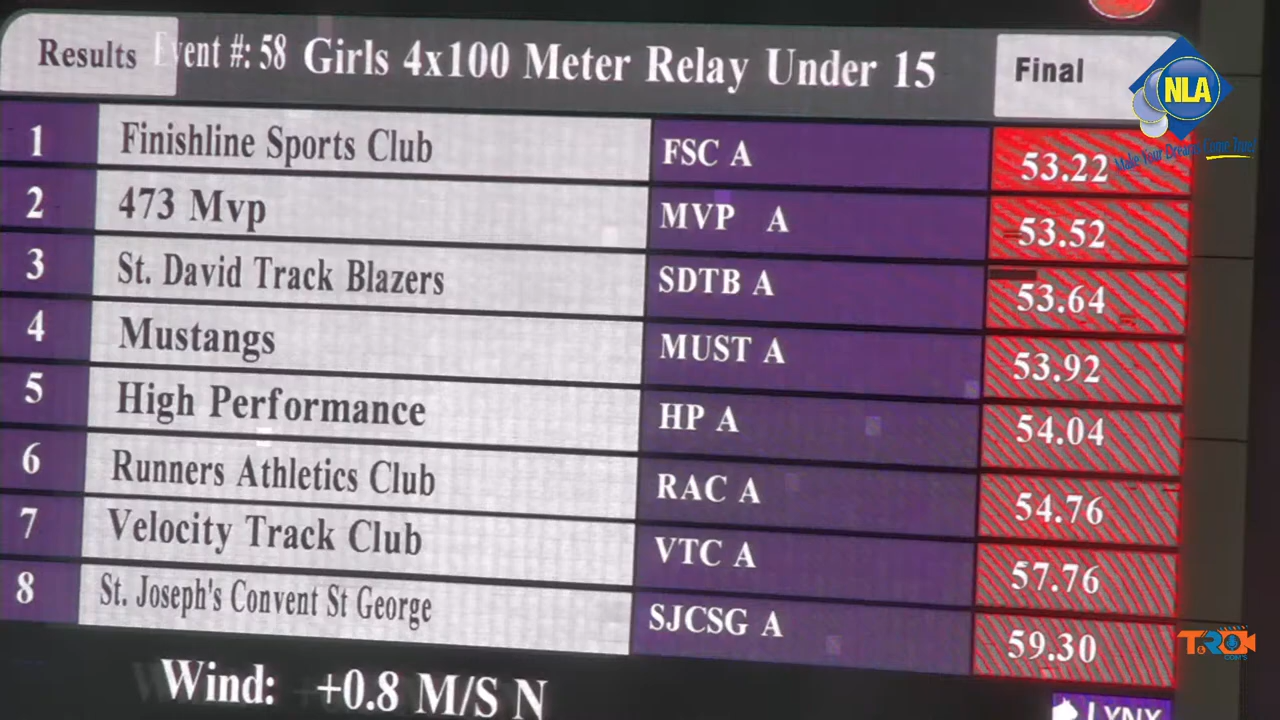 Results Event #: 58 Girls 4x100 Meter Relay Under 15 Final
NLA
Make Your Dreams Come True!
1 Finishline Sports Club FSC A 53.22
2 473 Mvp MVP A 53.52
3 St. David Track Blazers SDTB A 53.64
4 Mustangs MUST A 53.92
5 High Performance HP A 54.04
6 Runners Athletics Club RAC A 54.76
7 Velocity Track Club VTC A 57.76
8 St. Joseph's Convent St George SJCSG A 59.30
Wind: +0.8 M/S N
LYNX